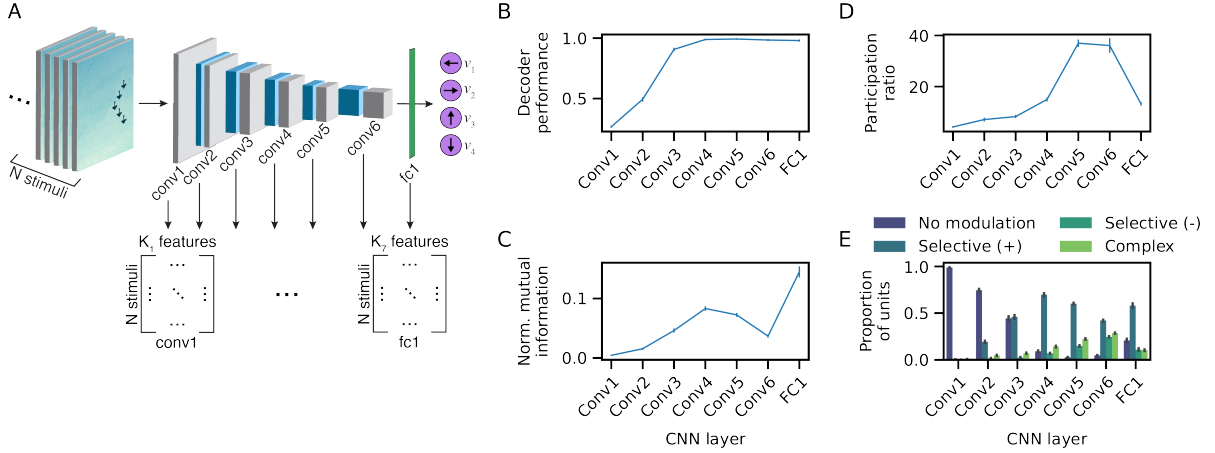 A
N stimuli
conv1
conv2
conv3
conv4
conv5
conv6
fc1
v1
v2
v3
v4
K1 features
N stimuli
conv1
...
K7 features
N stimuli
fc1
B
Decoder
performance
1.0
0.5
Conv1
Conv2
Conv3
Conv4
Conv5
Conv6
FC1
C
Norm. mutual
information
0.1
0.0
Conv1
Conv2
Conv3
Conv4
Conv5
Conv6
FC1
CNN layer
D
Participation
ratio
40
20
Conv1
Conv2
Conv3
Conv4
Conv5
Conv6
FC1
No modulation
Selective (+)
Selective (-)
Complex
E
Proportion
of units
1.0
0.5
0.0
Conv1
Conv2
Conv3
Conv4
Conv5
Conv6
FC1
CNN layer